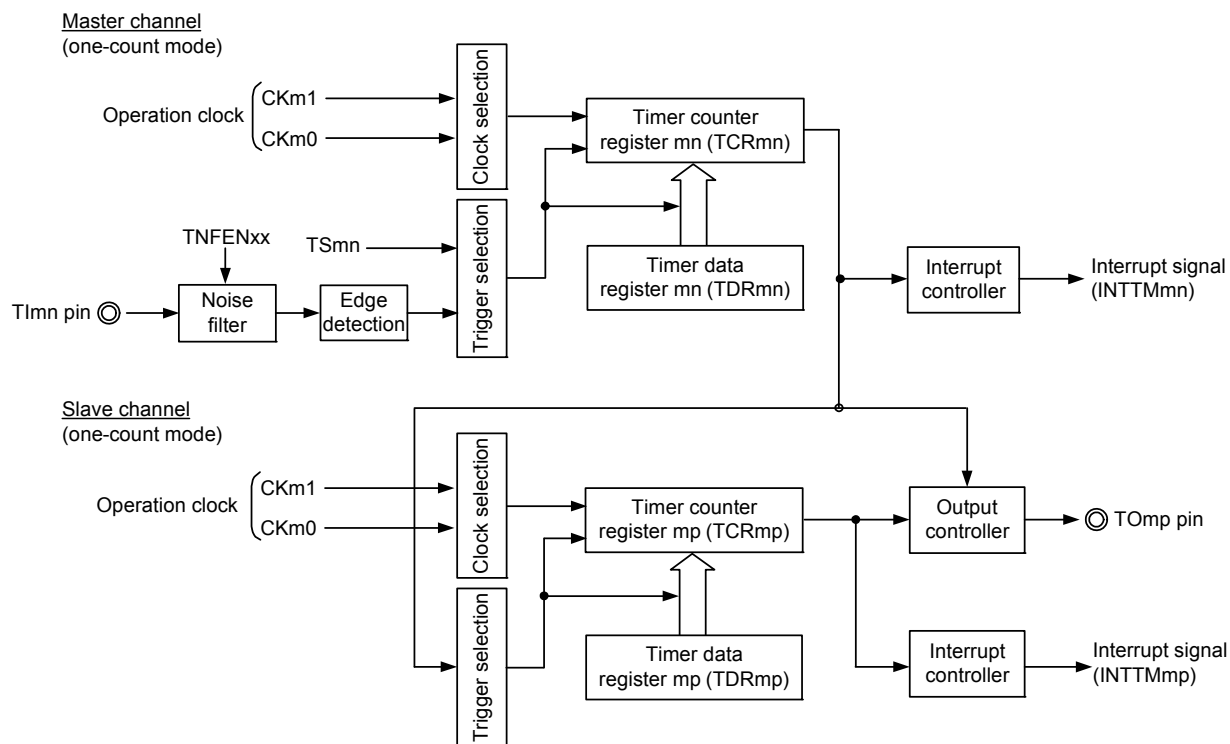 Master channel
(one-count mode)
Operation clock
CKm1
CKm0
Clock selection
Timer counter
register mn (TCRmn)
TNFENxx
TSmn
Trigger selection
Timer data
register mn (TDRmn)
TImn pin
Noise
filter
Edge
detection
Interrupt
controller
Interrupt signal
(INTTMmn)
Slave channel
(one-count mode)
Operation clock
CKm1
CKm0
Clock selection
Timer counter
register mp (TCRmp)
Output
controller
TOmp pin
Trigger selection
Timer data
register mp (TDRmp)
Interrupt
controller
Interrupt signal
(INTTMmp)